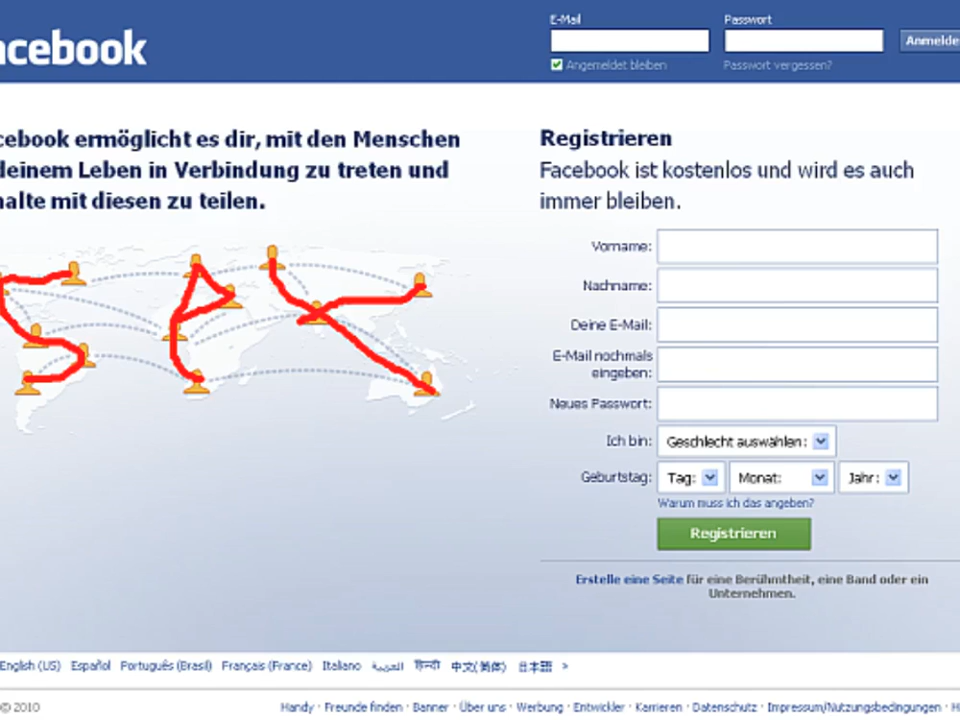 acebook
E-Mail
Passwort
Anmelde
Angemeldet bleiben
Passwort vergessen?
cebook ermöglicht es dir, mit den Menschen
deinem Leben in Verbindung zu treten und
halte mit diesen zu teilen.
sex
Registrieren
Facebook ist kostenlos und wird es auch
immer bleiben.
Vorname:
Nachname:
Deine E-Mail:
E-Mail nochmals
eingeben:
Neues Passwort:
Ich bin: Geschlecht auswählen:
Geburtstag: Tag: Monat: Jahr:
Warum muss ich das angeben?
Registrieren
Erstelle eine Seite für eine Berühmtheit, eine Band oder ein
Unternehmen.
English (US) Español Português (Brasil) Français (France) Italiano العربية हिन्दी 中文(简体) 日本語 »
© 2010
Handy · Freunde finden · Banner · Über uns · Werbung · Entwickler · Karrieren · Datenschutz · Impressum/Nutzungsbedingungen · H